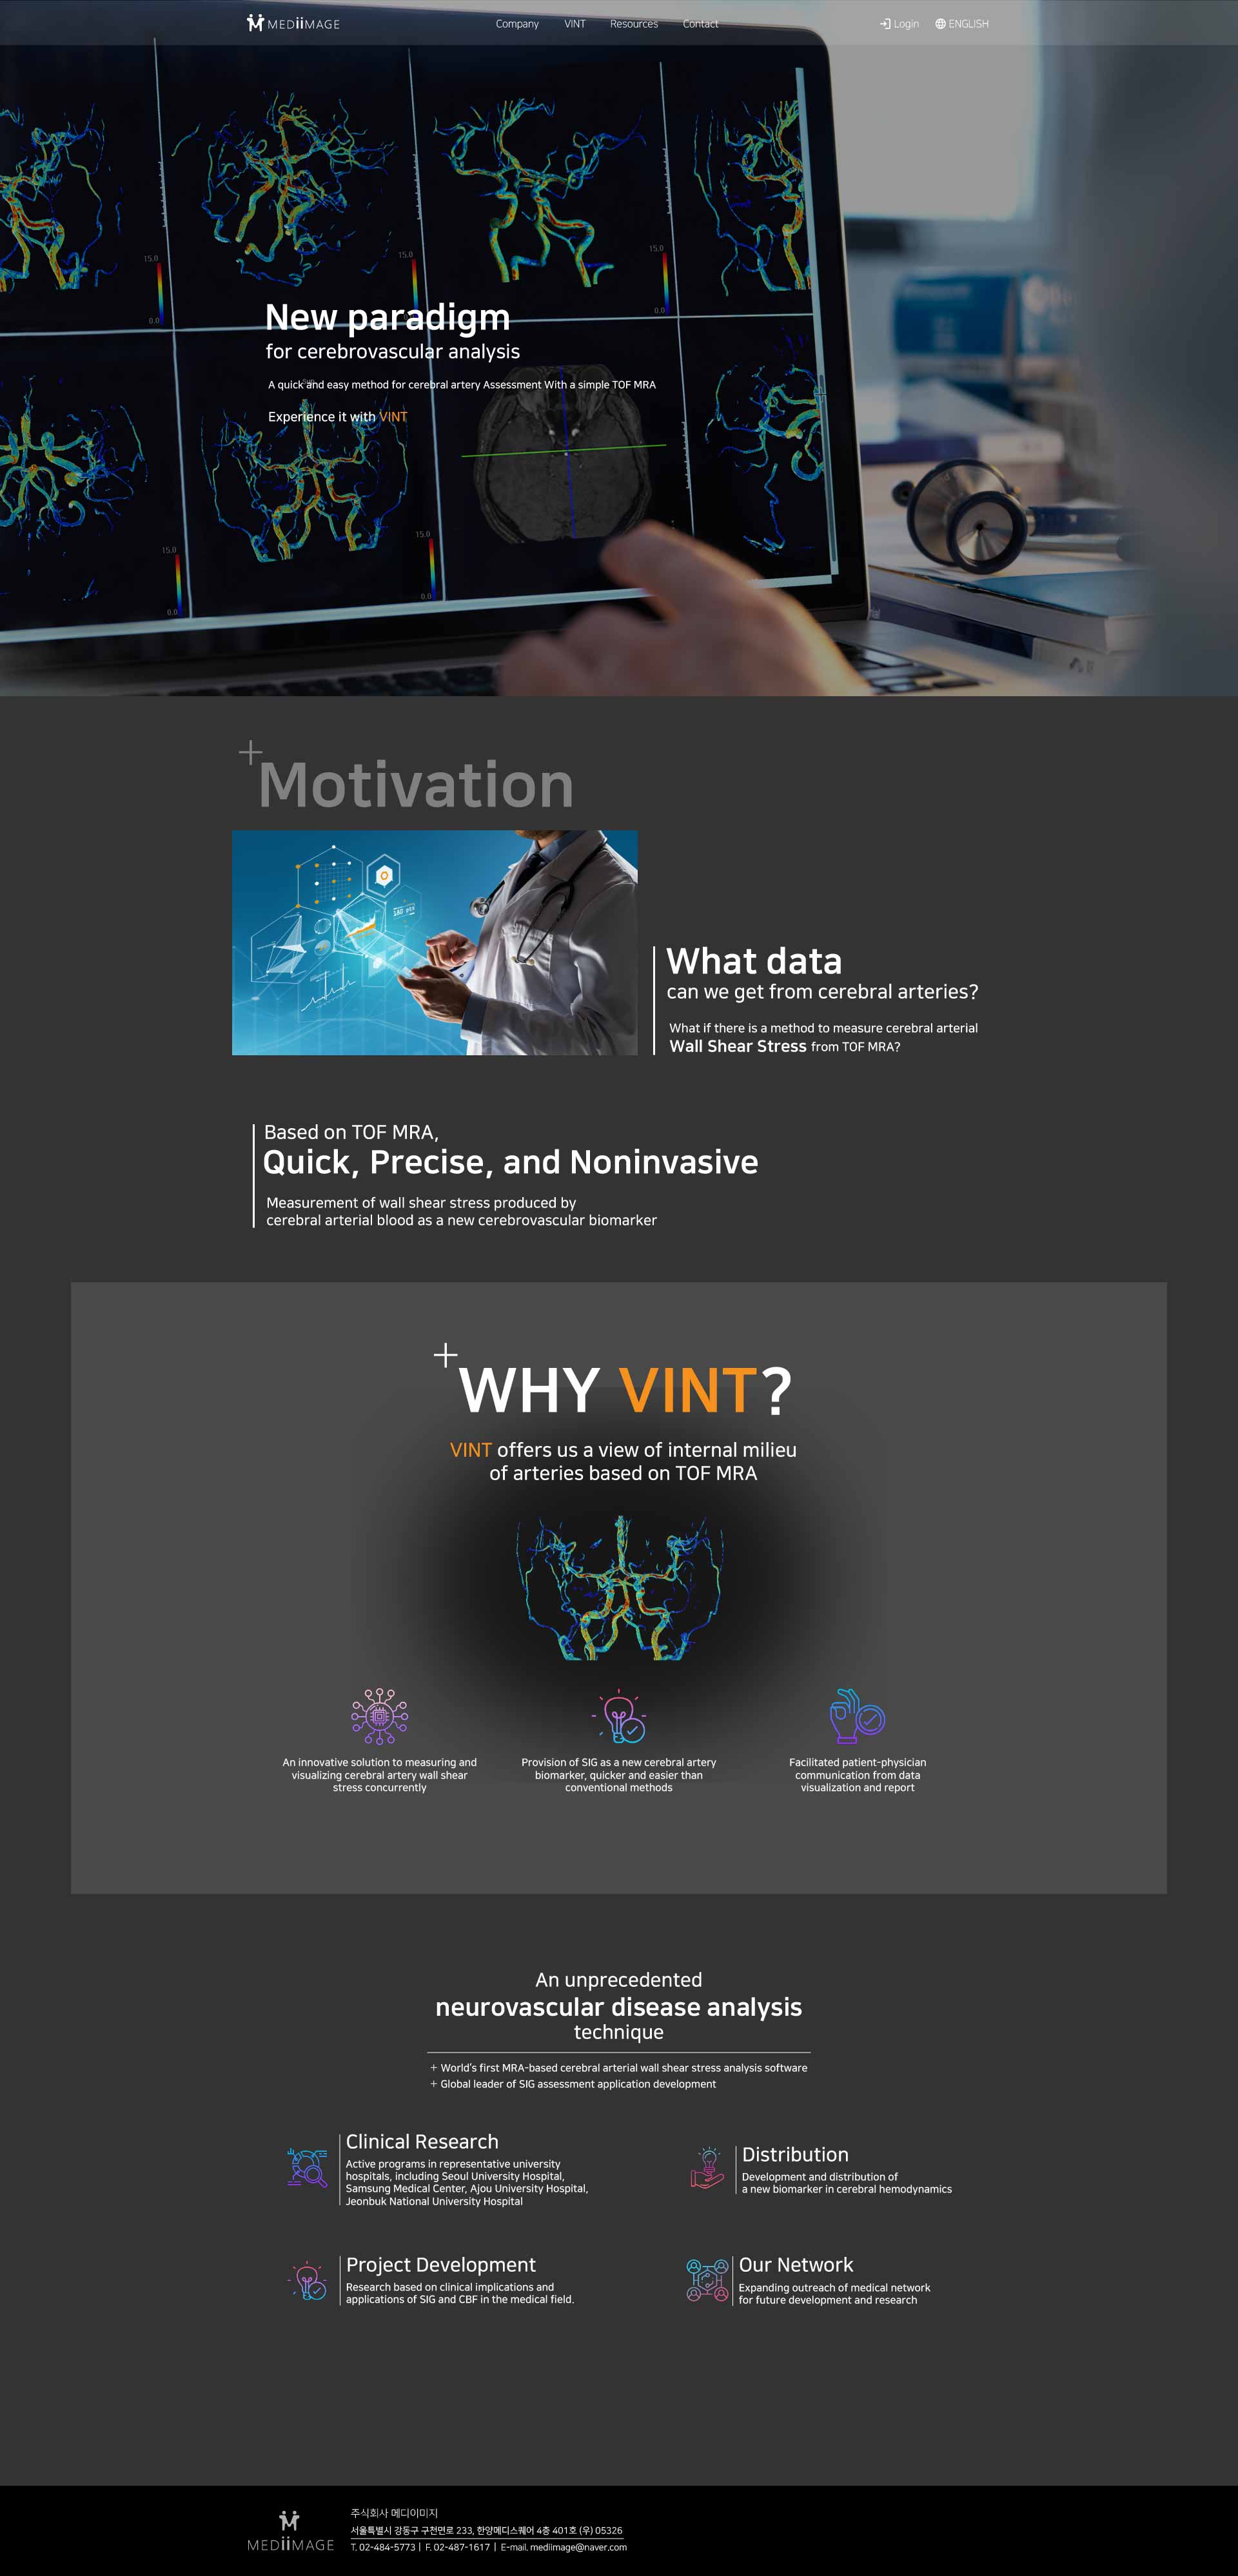 MEDiiMAGE
Company
VINT
Resources
Contact
Login
ENGLISH
15.0
0.0
15.0
15.0
0.0
New paradigm
for cerebrovascular analysis
A quick and easy method for cerebral artery Assessment With a simple TOF MRA
Experience it with VINT
15.0
0.0
15.0
0.0
Motivation
What data
can we get from cerebral arteries?
What if there is a method to measure cerebral arterial
Wall Shear Stress from TOF MRA?
Based on TOF MRA,
Quick, Precise, and Noninvasive
Measurement of wall shear stress produced by
cerebral arterial blood as a new cerebrovascular biomarker
WHY VINT?
VINT offers us a view of internal milieu
of arteries based on TOF MRA
An innovative solution to measuring and
visualizing cerebral artery wall shear
stress concurrently
Provision of SIG as a new cerebral artery
biomarker, quicker and easier than
conventional methods
Facilitated patient-physician
communication from data
visualization and report
An unprecedented
neurovascular disease analysis
technique
+ World's first MRA-based cerebral arterial wall shear stress analysis software
+ Global leader of SIG assessment application development
Clinical Research
Active programs in representative university
hospitals, including Seoul University Hospital,
Samsung Medical Center, Ajou University Hospital,
Jeonbuk National University Hospital
Distribution
Development and distribution of
a new biomarker in cerebral hemodynamics
Project Development
Research based on clinical implications and
applications of SIG and CBF in the medical field.
Our Network
Expanding outreach of medical network
for future development and research
MEDiiMAGE
주식회사 메디이미지
서울특별시 강동구 구천면로 233, 한양메디스퀘어 4층 401호 (우) 05326
T. 02-484-5773 | F. 02-487-1617 | E-mail. mediimage@naver.com